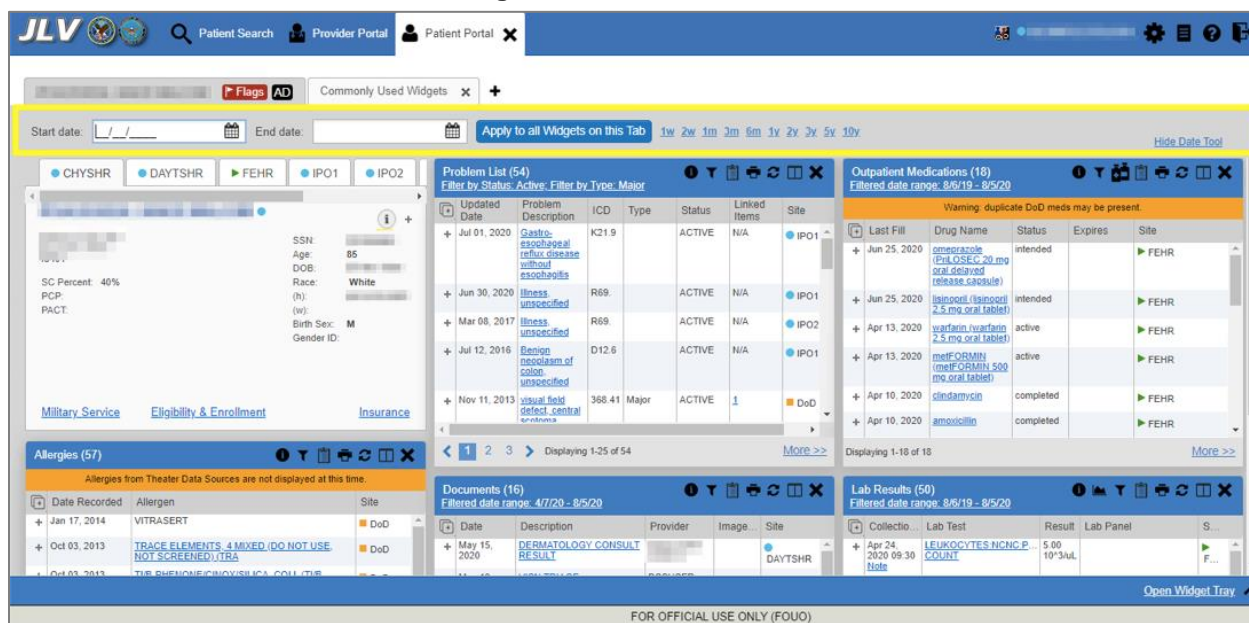 JLV Patient Search Provider Portal Patient Portal
Flags AD Commonly Used Widgets x +
Start date: __/__/____ End date: Apply to all Widgets on this Tab 1w 2w 1m 3m 6m 1y 2y 3y 5y 10y
Hide Date Tool
CHYSHR DAYTSHR FEHR IPO1 IPO2
SSN:
Age: 85
DOB:
SC Percent: 40% Race: White
PCP: (h):
PACT: (w):
Birth Sex: M
Gender ID:
Military Service Eligibility & Enrollment Insurance
Problem List (54)
Filter by Status: Active; Filter by Type: Major
Updated Date Problem Description ICD Type Status Linked Items Site
+ Jul 01, 2020 Gastro-esophageal reflux disease without esophagitis K21.9 ACTIVE N/A IPO1
+ Jun 30, 2020 Illness, unspecified R69. ACTIVE N/A IPO1
+ Mar 08, 2017 Illness, unspecified R69. ACTIVE N/A IPO2
+ Jul 12, 2016 Benign neoplasm of colon, unspecified D12.6 ACTIVE N/A IPO1
+ Nov 11, 2013 visual field defect, central scotoma 368.41 Major ACTIVE 1 DoD
1 2 3 Displaying 1-25 of 54 More >>
Outpatient Medications (18)
Filtered date range: 8/6/19 - 8/5/20
Warning: duplicate DoD meds may be present.
Last Fill Drug Name Status Expires Site
+ Jun 25, 2020 omeprazole (PriLOSEC 20 mg oral delayed release capsule) intended FEHR
+ Jun 25, 2020 lisinopril (lisinopril 2.5 mg oral tablet) intended FEHR
+ Apr 13, 2020 warfarin (warfarin 2.5 mg oral tablet) active FEHR
+ Apr 13, 2020 metFORMIN (metFORMIN 500 mg oral tablet) active FEHR
+ Apr 10, 2020 clindamycin completed FEHR
+ Apr 10, 2020 amoxicillin completed FEHR
Displaying 1-18 of 18 More >>
Allergies (57)
Allergies from Theater Data Sources are not displayed at this time.
Date Recorded Allergen Site
+ Jan 17, 2014 VITRASERT DoD
+ Oct 03, 2013 TRACE ELEMENTS, 4 MIXED (DO NOT USE, NOT SCREENED) (TRA DoD
Documents (16)
Filtered date range: 4/7/20 - 8/5/20
Date Description Provider Image... Site
+ May 15, 2020 DERMATOLOGY CONSULT RESULT DAYTSHR
Lab Results (50)
Filtered date range: 8/6/19 - 8/5/20
Collectio... Lab Test Result Lab Panel S...
+ Apr 24, 2020 09:30 Note LEUKOCYTES NCNC P... COUNT 5.00 10^3/uL F...
Open Widget Tray
FOR OFFICIAL USE ONLY (FOUO)